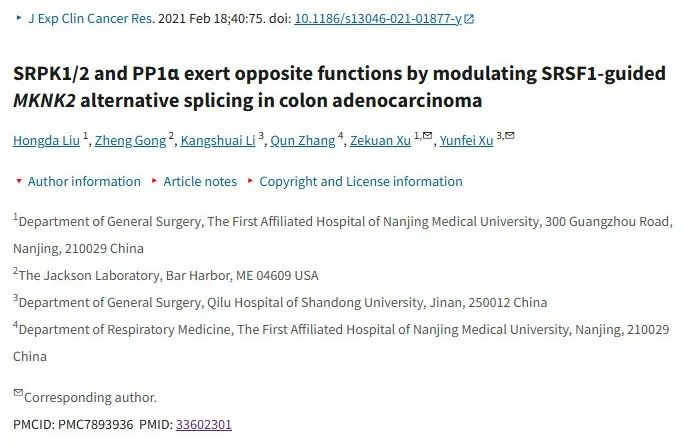 J Exp Clin Cancer Res. 2021 Feb 18;40:75. doi: 10.1186/s13046-021-01877-y
SRPK1/2 and PP1α exert opposite functions by modulating SRSF1-guided
MKNK2 alternative splicing in colon adenocarcinoma
Hongda Liu 1, Zheng Gong 2, Kangshuai Li 3, Qun Zhang 4, Zekuan Xu 1,✉, Yunfei Xu 3,✉
Author information Article notes Copyright and License information
1Department of General Surgery, The First Affiliated Hospital of Nanjing Medical University, 300 Guangzhou Road,
Nanjing, 210029 China
2The Jackson Laboratory, Bar Harbor, ME 04609 USA
3Department of General Surgery, Qilu Hospital of Shandong University, Jinan, 250012 China
4Department of Respiratory Medicine, The First Affiliated Hospital of Nanjing Medical University, Nanjing, 210029
China
✉Corresponding author.
PMCID: PMC7893936 PMID: 33602301